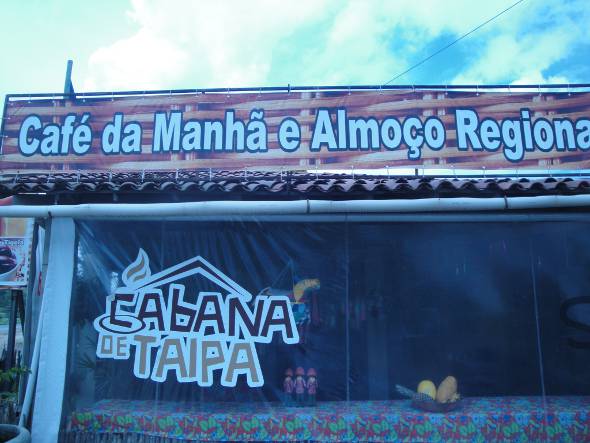 Café da Manhã e Almoço Regiona
CABANA
DE TAIPA
S